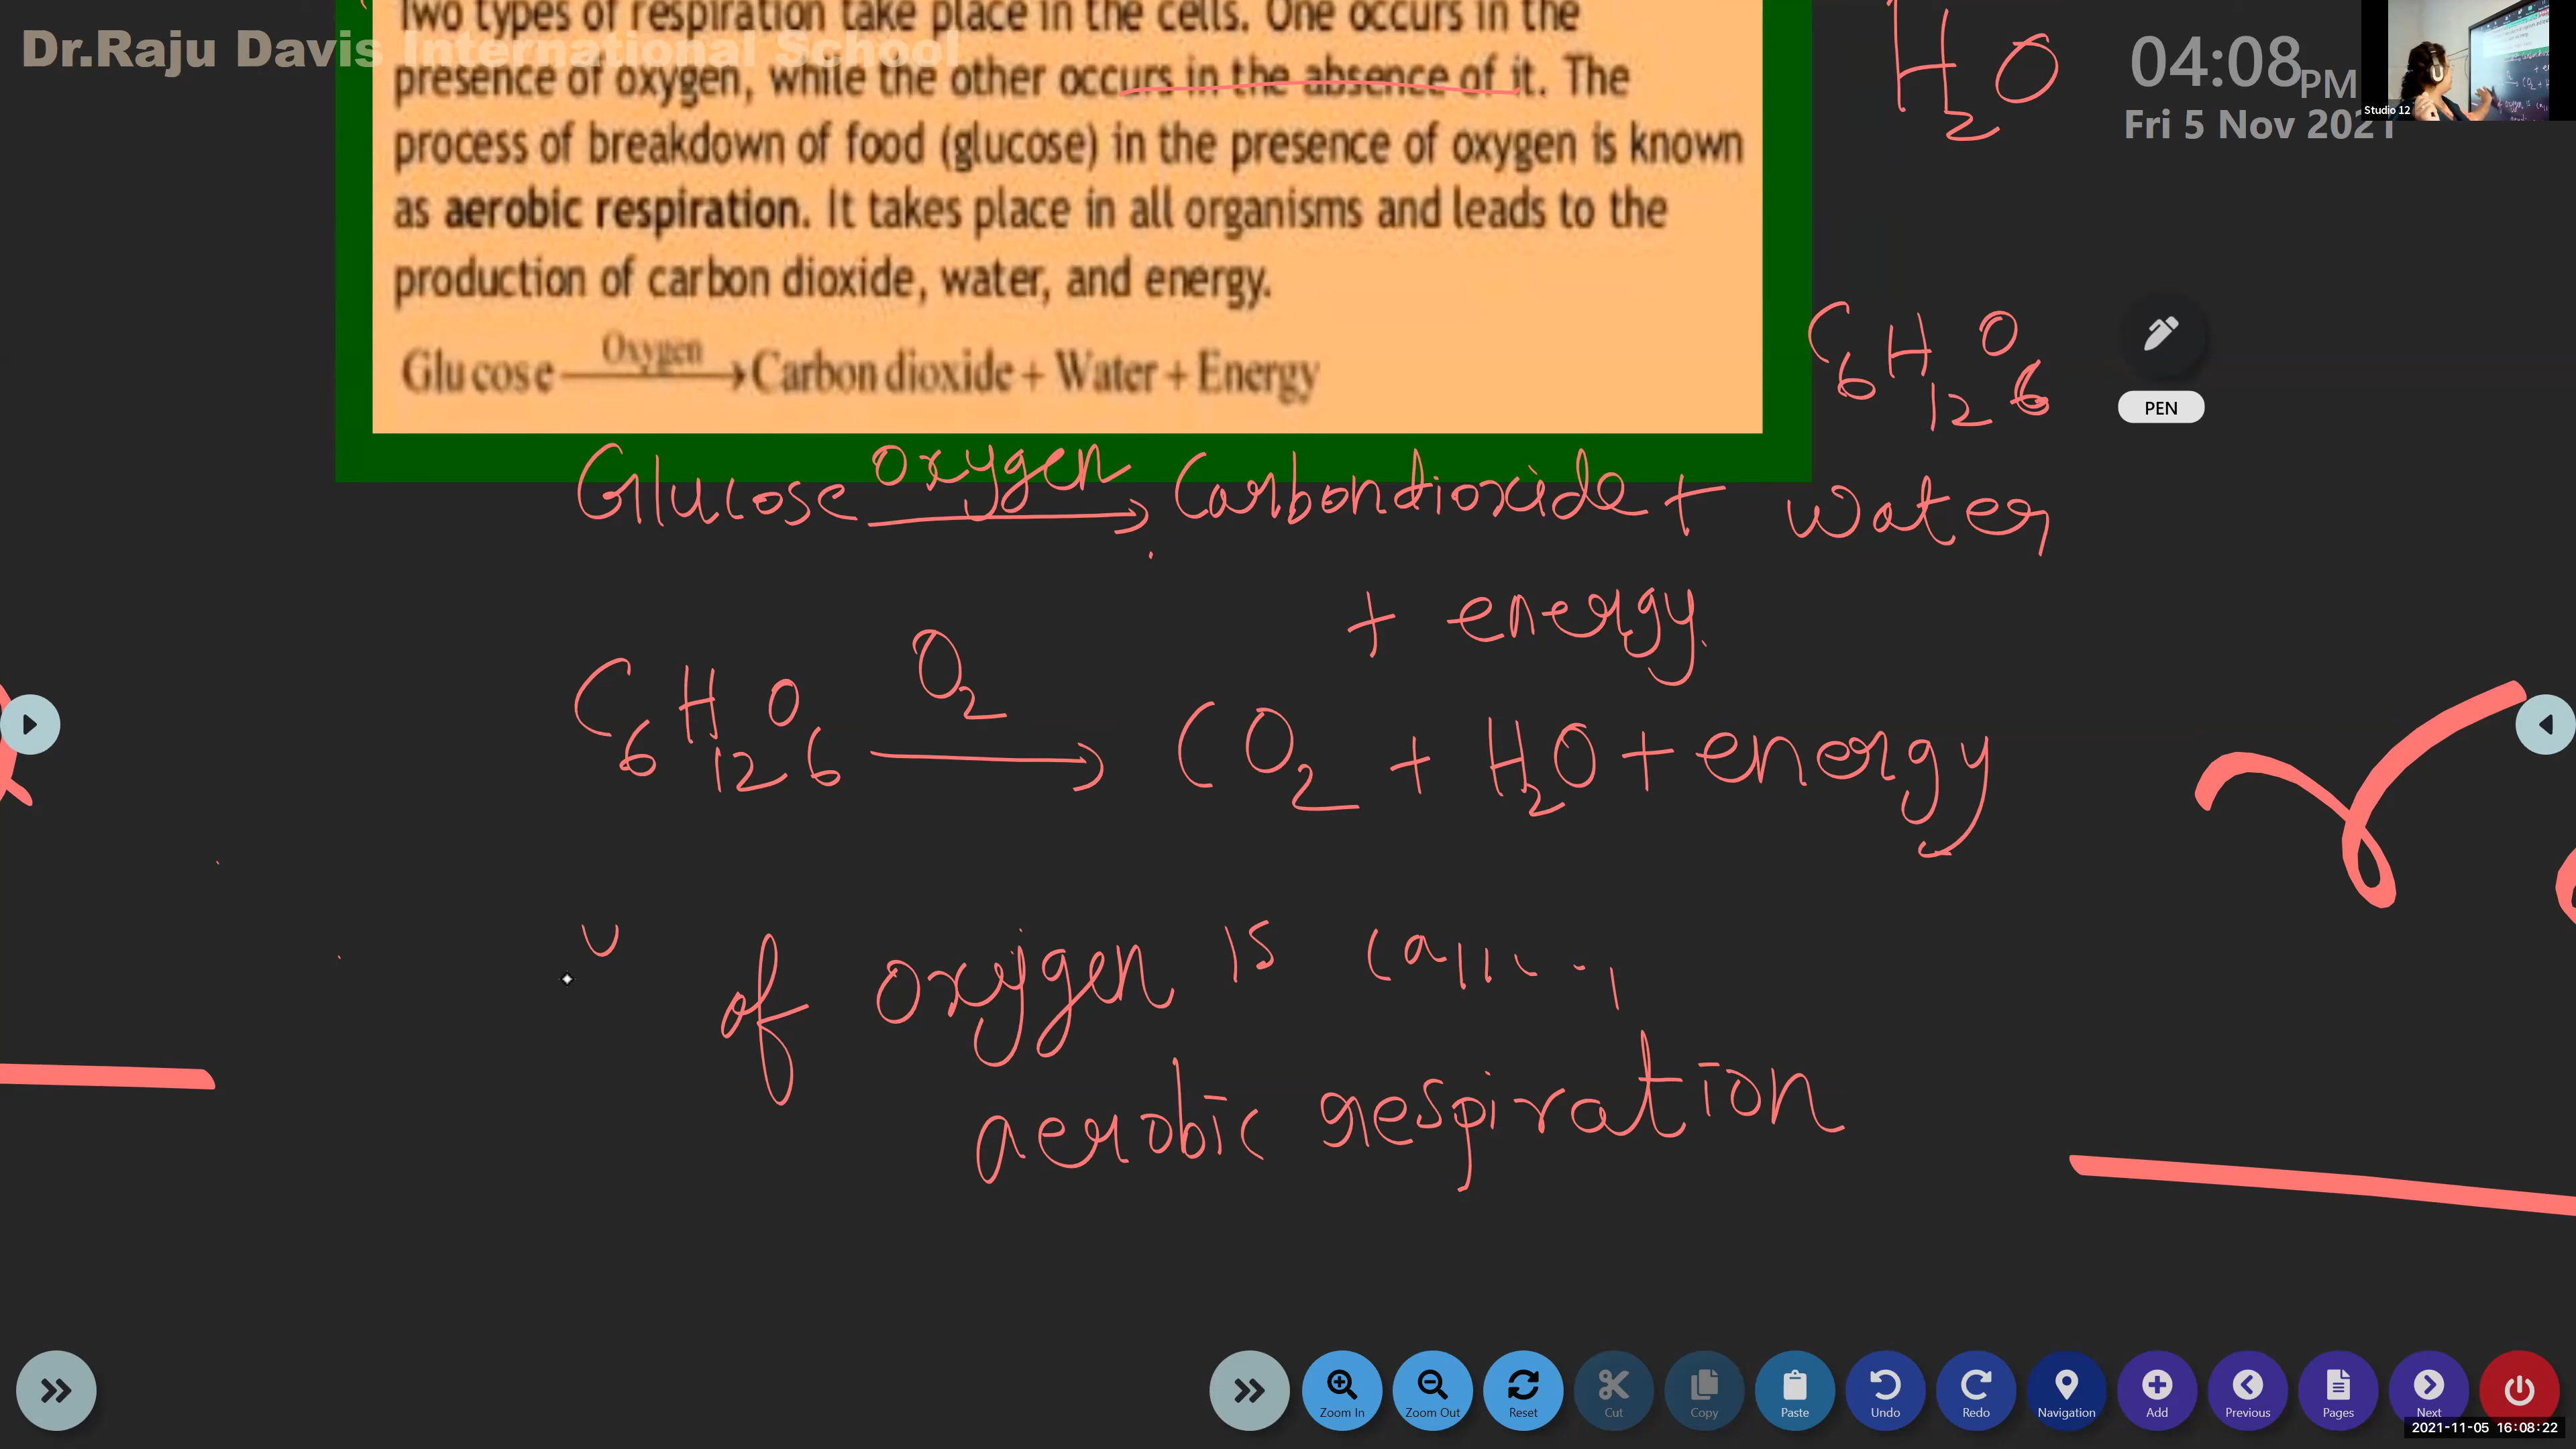 Dr.Raju Davis International School
Two types of respiration take place in the cells. One occurs in the
presence of oxygen, while the other occurs in the absence of it. The
process of breakdown of food (glucose) in the presence of oxygen is known
as aerobic respiration. It takes place in all organisms and leads to the
production of carbon dioxide, water, and energy.
Glucose Oxygen → Carbon dioxide + Water + Energy
H2O
04:08 PM
Fri 5 Nov 2021
Studio 12
C6H12O6
PEN
Glucose oxygen → Carbondioxide + water
+ energy
C6H12O6 O2 → CO2 + H2O + energy
of oxygen is
aerobic respiration
Zoom In
Zoom Out
Reset
Cut
Copy
Paste
Undo
Redo
Navigation
Add
Previous
Pages
Next
2021-11-05 16:08:22